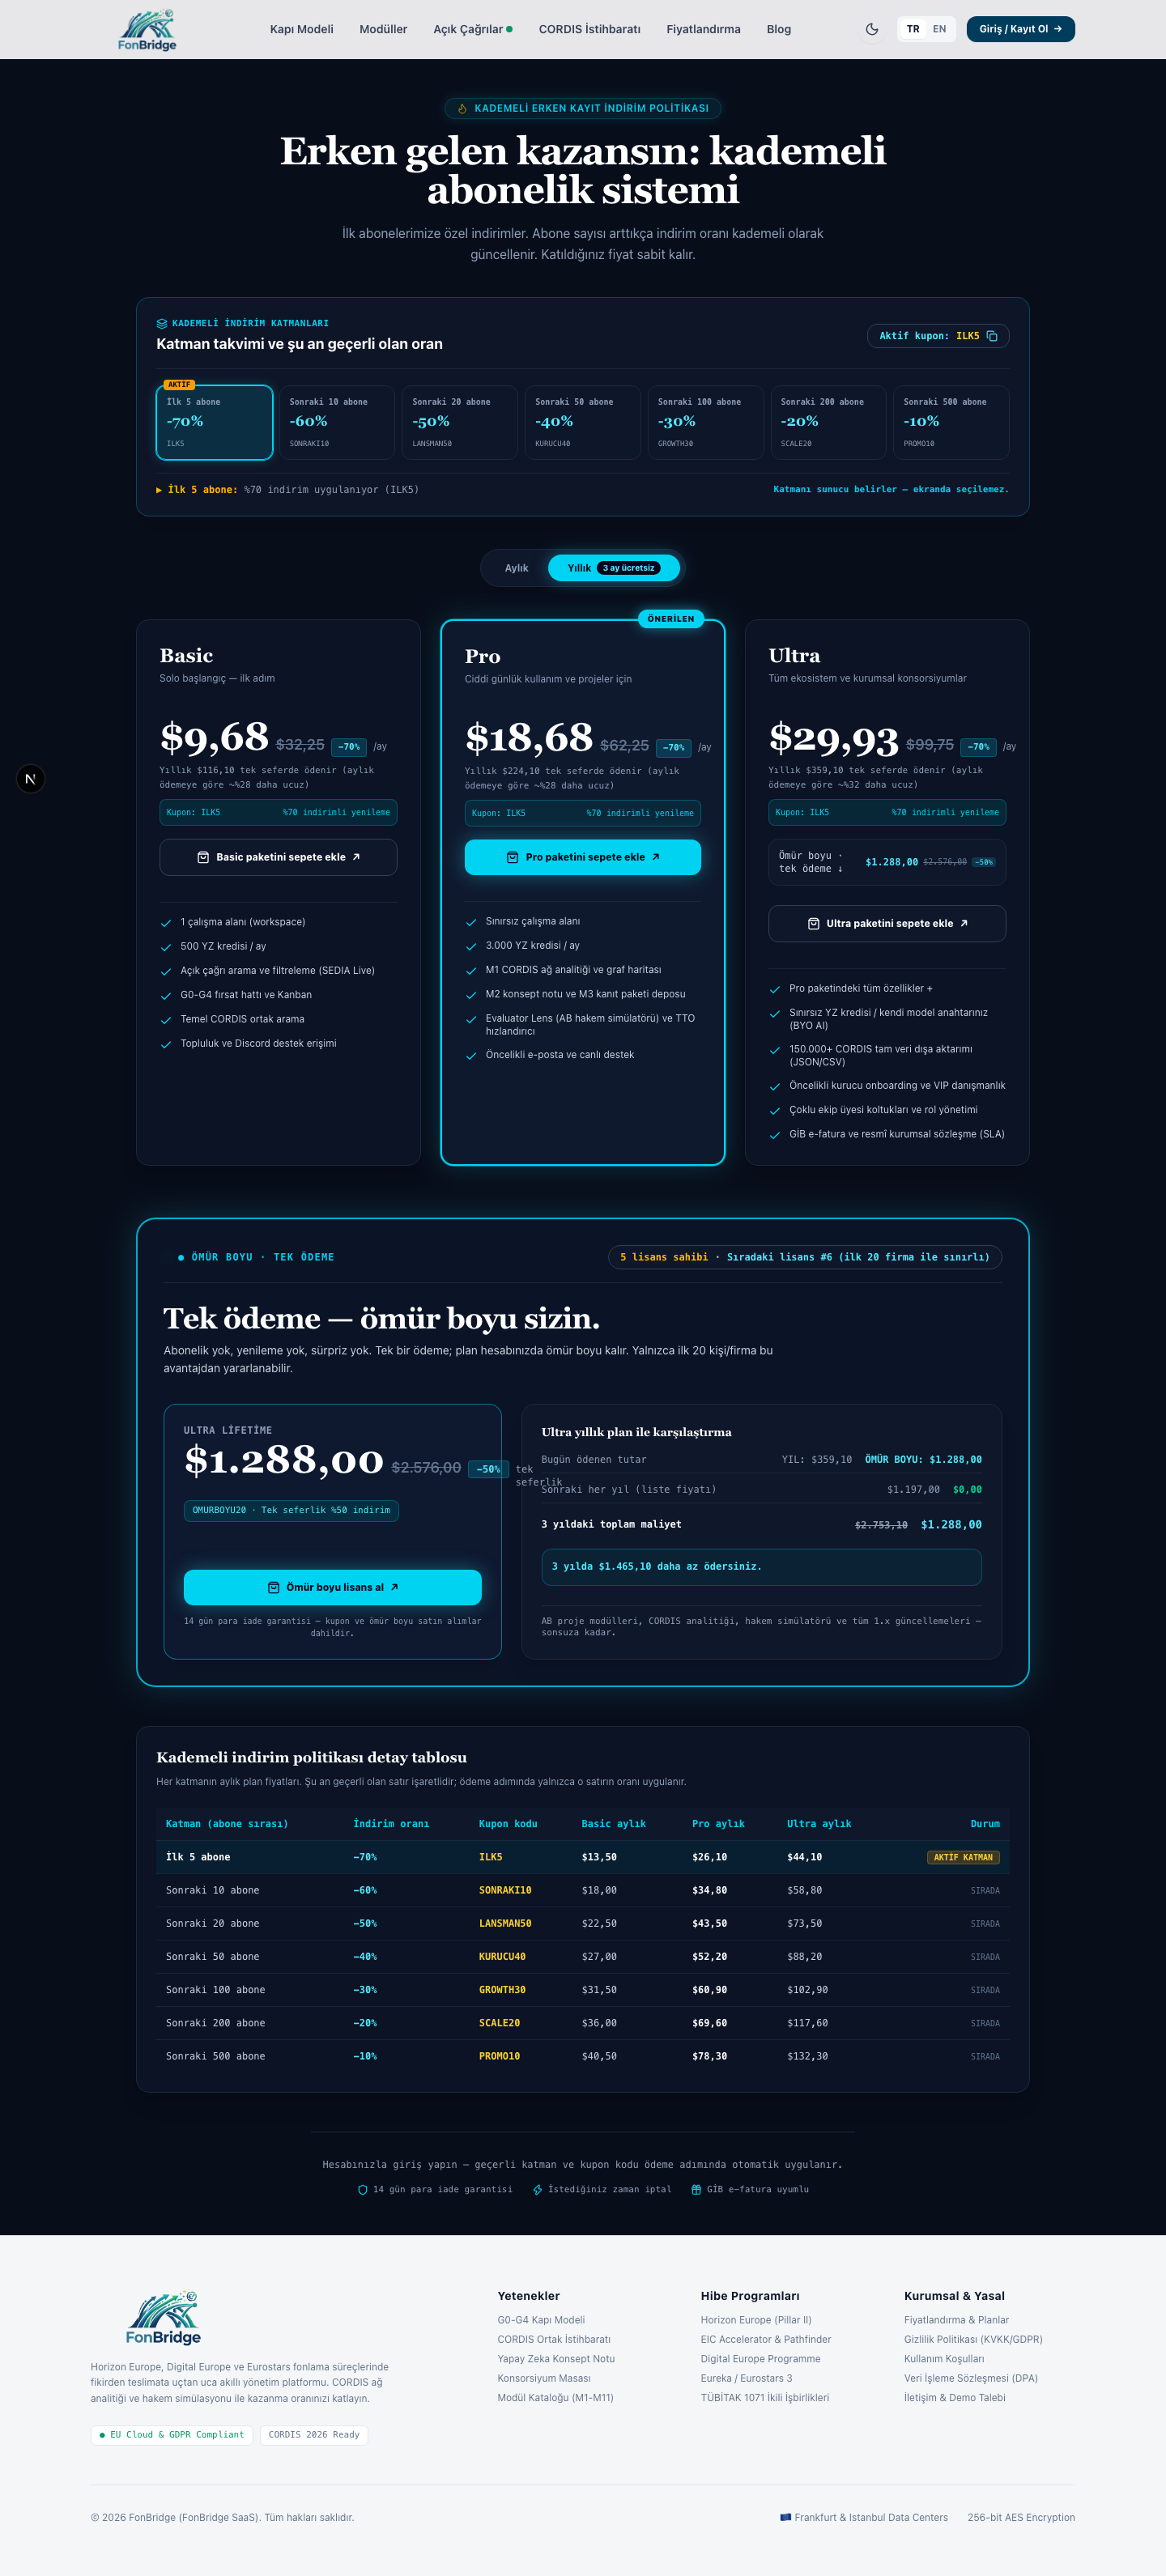 FonBridge
Kapı Modeli
Modüller
Açık Çağrılar
CORDIS İstihbaratı
Fiyatlandırma
Blog
TR EN
Giriş / Kayıt Ol →
KADEMELİ ERKEN KAYIT İNDİRİM POLİTİKASI
Erken gelen kazansın: kademeli
abonelik sistemi
İlk abonelerimize özel indirimler. Abone sayısı arttıkça indirim oranı kademeli olarak
güncellenir. Katıldığınız fiyat sabit kalır.
KADEMELİ İNDİRİM KATMANLARI
Katman takvimi ve şu an geçerli olan oran
Aktif kupon: ILK5
AKTİF
İlk 5 abone
-70%
ILK5
Sonraki 10 abone
-60%
SONRAKI10
Sonraki 20 abone
-50%
LANSMAN50
Sonraki 50 abone
-40%
KURUCU40
Sonraki 100 abone
-30%
GROWTH30
Sonraki 200 abone
-20%
SCALE20
Sonraki 500 abone
-10%
PROMO10
▶ İlk 5 abone: %70 indirim uygulanıyor (ILK5)
Katmanı sunucu belirler — ekranda seçilemez.
Aylık
Yıllık 3 ay ücretsiz
N
Basic
Solo başlangıç — ilk adım
$9,68 $32,25 −70% /ay
Yıllık $116,10 tek seferde ödenir (aylık
ödemeye göre ~%28 daha ucuz)
Kupon: ILK5 %70 indirimli yenileme
Basic paketini sepete ekle ↗
1 çalışma alanı (workspace)
500 YZ kredisi / ay
Açık çağrı arama ve filtreleme (SEDIA Live)
G0-G4 fırsat hattı ve Kanban
Temel CORDIS ortak arama
Topluluk ve Discord destek erişimi
ÖNERİLEN
Pro
Ciddi günlük kullanım ve projeler için
$18,68 $62,25 −70% /ay
Yıllık $224,10 tek seferde ödenir (aylık
ödemeye göre ~%28 daha ucuz)
Kupon: ILK5 %70 indirimli yenileme
Pro paketini sepete ekle ↗
Sınırsız çalışma alanı
3.000 YZ kredisi / ay
M1 CORDIS ağ analitiği ve graf haritası
M2 konsept notu ve M3 kanıt paketi deposu
Evaluator Lens (AB hakem simülatörü) ve TTO
hızlandırıcı
Öncelikli e-posta ve canlı destek
Ultra
Tüm ekosistem ve kurumsal konsorsiyumlar
$29,93 $99,75 −70% /ay
Yıllık $359,10 tek seferde ödenir (aylık
ödemeye göre ~%32 daha ucuz)
Kupon: ILK5 %70 indirimli yenileme
Ömür boyu ·
tek ödeme ↓
$1.288,00 $2.576,00 −50%
Ultra paketini sepete ekle ↗
Pro paketindeki tüm özellikler +
Sınırsız YZ kredisi / kendi model anahtarınız
(BYO AI)
150.000+ CORDIS tam veri dışa aktarımı
(JSON/CSV)
Öncelikli kurucu onboarding ve VIP danışmanlık
Çoklu ekip üyesi koltukları ve rol yönetimi
GİB e-fatura ve resmî kurumsal sözleşme (SLA)
● ÖMÜR BOYU · TEK ÖDEME
5 lisans sahibi · Sıradaki lisans #6 (ilk 20 firma ile sınırlı)
Tek ödeme — ömür boyu sizin.
Abonelik yok, yenileme yok, sürpriz yok. Tek bir ödeme; plan hesabınızda ömür boyu kalır. Yalnızca ilk 20 kişi/firma bu
avantajdan yararlanabilir.
ULTRA LİFETİME
$1.288,00 $2.576,00 −50% tek
seferlik
OMURBOYU20 · Tek seferlik %50 indirim
Ömür boyu lisans al ↗
14 gün para iade garantisi — kupon ve ömür boyu satın alımlar
dahildir.
Ultra yıllık plan ile karşılaştırma
Bugün ödenen tutar YIL: $359,10 ÖMÜR BOYU: $1.288,00
Sonraki her yıl (liste fiyatı) $1.197,00 $0,00
3 yıldaki toplam maliyet $2.753,10 $1.288,00
3 yılda $1.465,10 daha az ödersiniz.
AB proje modülleri, CORDIS analitiği, hakem simülatörü ve tüm 1.x güncellemeleri —
sonsuza kadar.
Kademeli indirim politikası detay tablosu
Her katmanın aylık plan fiyatları. Şu an geçerli olan satır işaretlidir; ödeme adımında yalnızca o satırın oranı uygulanır.
Katman (abone sırası) İndirim oranı Kupon kodu Basic aylık Pro aylık Ultra aylık Durum
İlk 5 abone −70% ILK5 $13,50 $26,10 $44,10 AKTİF KATMAN
Sonraki 10 abone −60% SONRAKI10 $18,00 $34,80 $58,80 SIRADA
Sonraki 20 abone −50% LANSMAN50 $22,50 $43,50 $73,50 SIRADA
Sonraki 50 abone −40% KURUCU40 $27,00 $52,20 $88,20 SIRADA
Sonraki 100 abone −30% GROWTH30 $31,50 $60,90 $102,90 SIRADA
Sonraki 200 abone −20% SCALE20 $36,00 $69,60 $117,60 SIRADA
Sonraki 500 abone −10% PROMO10 $40,50 $78,30 $132,30 SIRADA
Hesabınızla giriş yapın — geçerli katman ve kupon kodu ödeme adımında otomatik uygulanır.
14 gün para iade garantisi
İstediğiniz zaman iptal
GİB e-fatura uyumlu
FonBridge
Horizon Europe, Digital Europe ve Eurostars fonlama süreçlerinde
fikirden teslimata uçtan uca akıllı yönetim platformu. CORDIS ağ
analitiği ve hakem simülasyonu ile kazanma oranınızı katlayın.
● EU Cloud & GDPR Compliant
CORDIS 2026 Ready
Yetenekler
G0-G4 Kapı Modeli
CORDIS Ortak İstihbaratı
Yapay Zeka Konsept Notu
Konsorsiyum Masası
Modül Kataloğu (M1-M11)
Hibe Programları
Horizon Europe (Pillar II)
EIC Accelerator & Pathfinder
Digital Europe Programme
Eureka / Eurostars 3
TÜBİTAK 1071 İkili İşbirlikleri
Kurumsal & Yasal
Fiyatlandırma & Planlar
Gizlilik Politikası (KVKK/GDPR)
Kullanım Koşulları
Veri İşleme Sözleşmesi (DPA)
İletişim & Demo Talebi
© 2026 FonBridge (FonBridge SaaS). Tüm hakları saklıdır.
Frankfurt & Istanbul Data Centers
256-bit AES Encryption